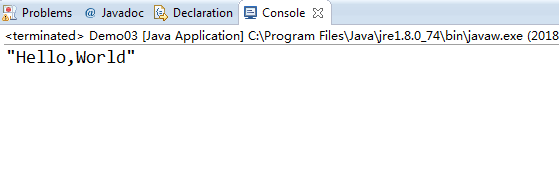 Problems @ Javadoc Declaration Console
<terminated> Demo03 [Java Application] C:\Program Files\Java\jre1.8.0_74\bin\javaw.exe (2018
"Hello,World"